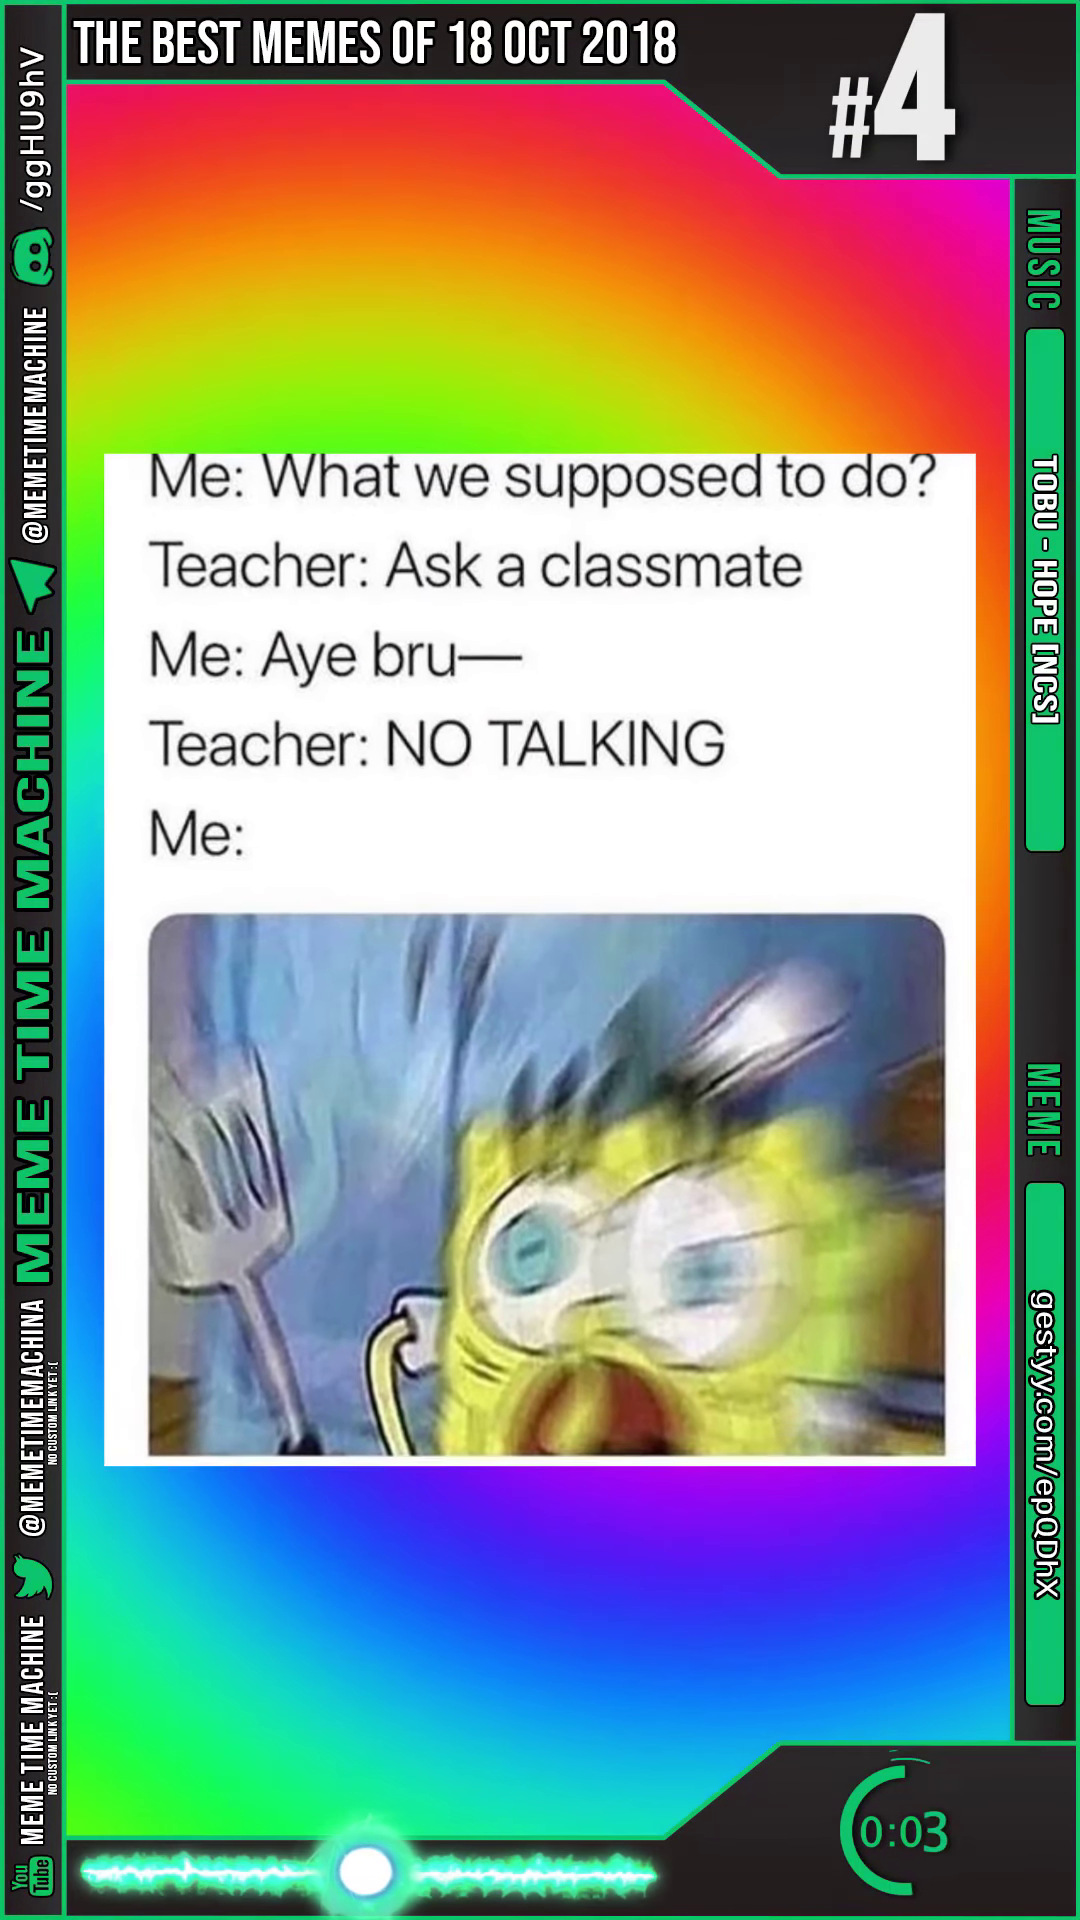 THE BEST MEMES OF 18 OCT 2018
#4
Me: What we supposed to do?
Teacher: Ask a classmate
Me: Aye bru—
Teacher: NO TALKING
Me:
MUSIC
TOBU - HOPE [NCS]
MEME
gestyy.com/epQDhX
0:03
You Tube
MEME TIME MACHINE
NO CUSTOM LINK YET :(
@MEMETIMEMACHINA
NO CUSTOM LINK YET :(
MEME TIME MACHINE
@MEMETIMEMACHINE
/ggHU9hV